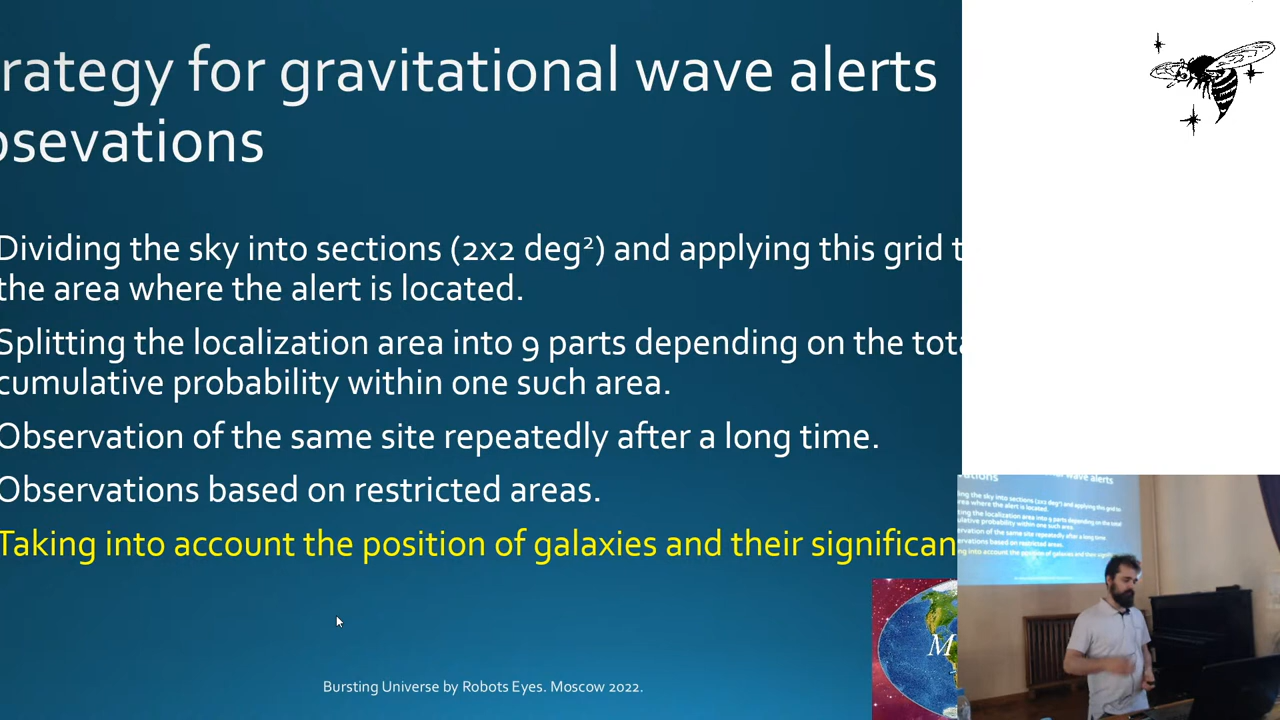 rategy for gravitational wave alerts
osevations
Dividing the sky into sections (2x2 deg²) and applying this grid t
the area where the alert is located.
Splitting the localization area into 9 parts depending on the tota
cumulative probability within one such area.
Observation of the same site repeatedly after a long time.
Observations based on restricted areas.
Taking into account the position of galaxies and their significan
M
Bursting Universe by Robots Eyes. Moscow 2022.